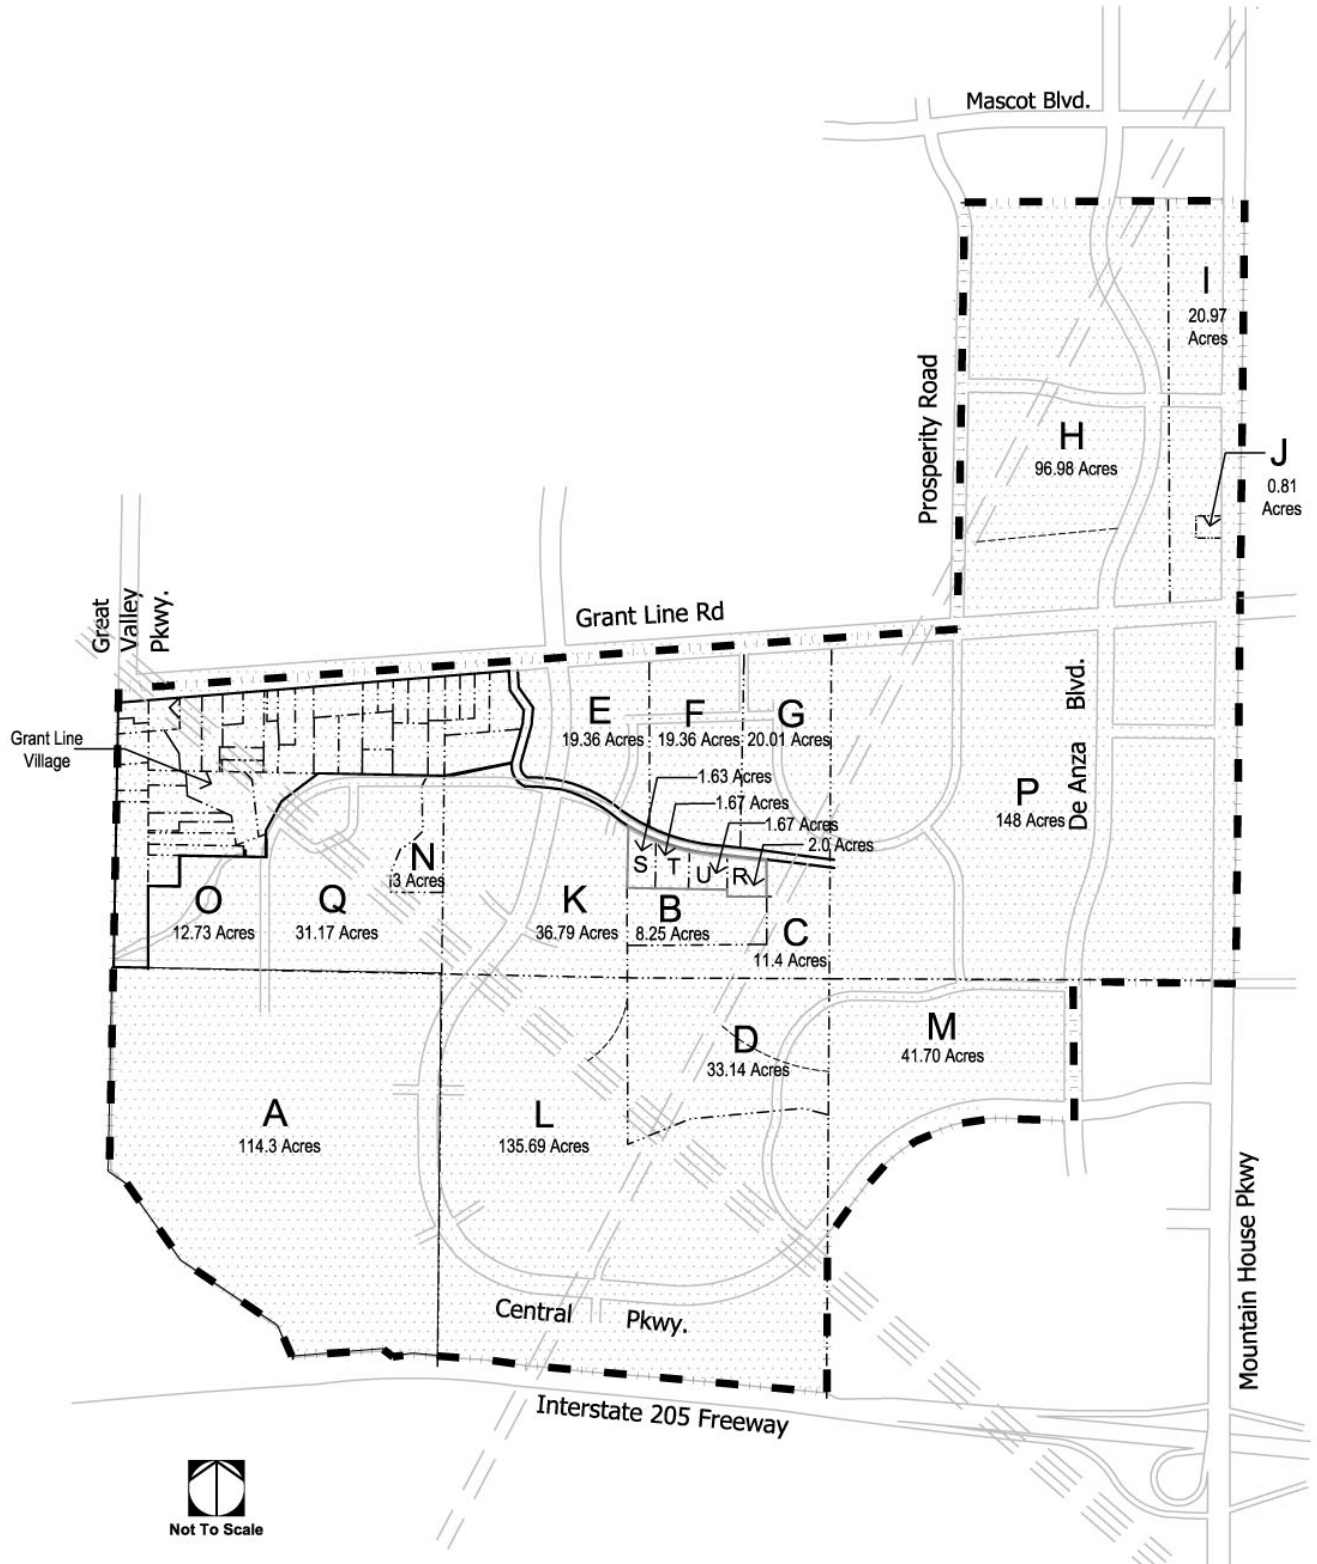 Mascot Blvd.
I
20.97
Acres
Prosperity Road
H
96.98 Acres
J
0.81
Acres
Great
Valley
Pkwy.
Grant Line Rd
Grant Line
Village
E
19.36 Acres
F
19.36 Acres
G
20.01 Acres
De Anza Blvd.
P
148 Acres
1.63 Acres
1.67 Acres
1.67 Acres
2.0 Acres
S
T
U
R
N
3 Acres
O
12.73 Acres
Q
31.17 Acres
K
36.79 Acres
B
8.25 Acres
C
11.4 Acres
M
41.70 Acres
D
33.14 Acres
A
114.3 Acres
L
135.69 Acres
Central Pkwy.
Mountain House Pkwy
Interstate 205 Freeway
Not To Scale